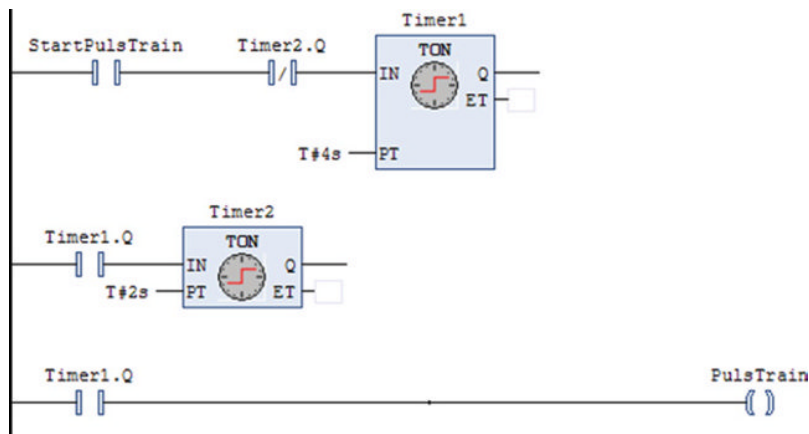 Timer1
StartPulsTrain Timer2.Q TON
IN Q
ET
T#4s PT
Timer2
Timer1.Q TON
IN Q
T#2s PT ET
Timer1.Q PulsTrain